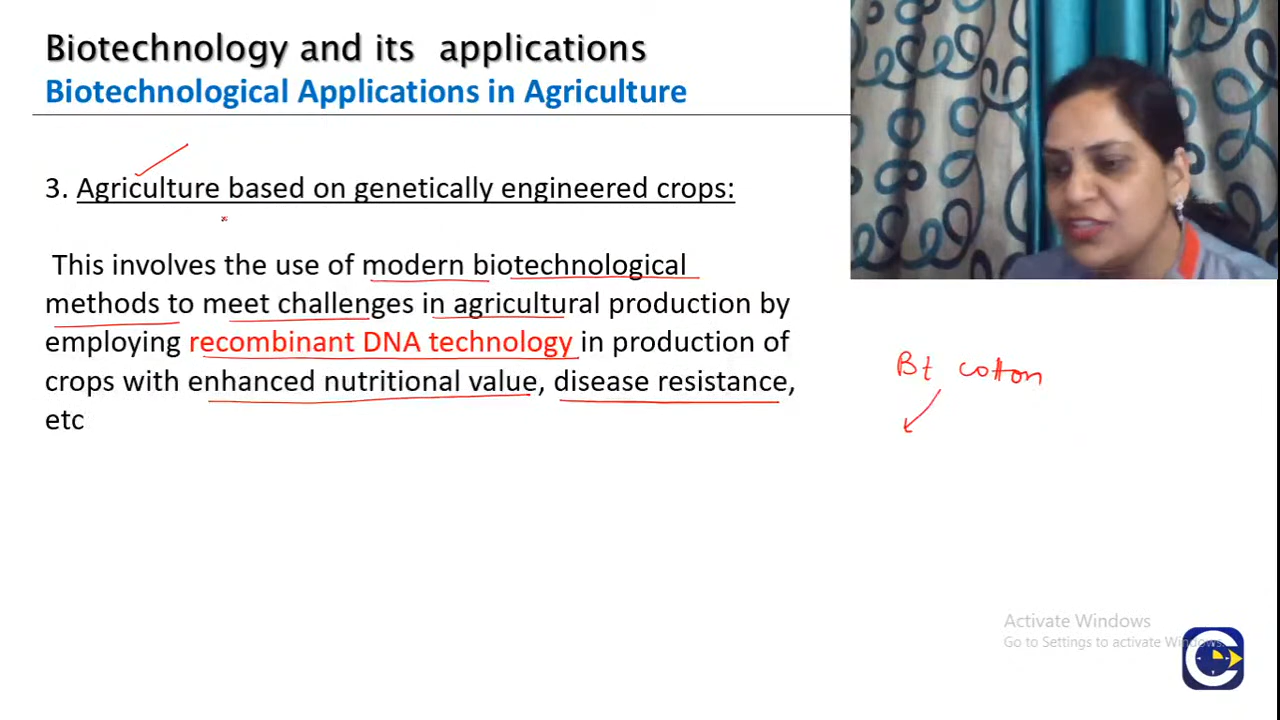 Biotechnology and its applications
Biotechnological Applications in Agriculture
3. Agriculture based on genetically engineered crops:
This involves the use of modern biotechnological
methods to meet challenges in agricultural production by
employing recombinant DNA technology in production of
crops with enhanced nutritional value, disease resistance,
etc
Bt cotton
Activate Windows
Go to Settings to activate Windows.